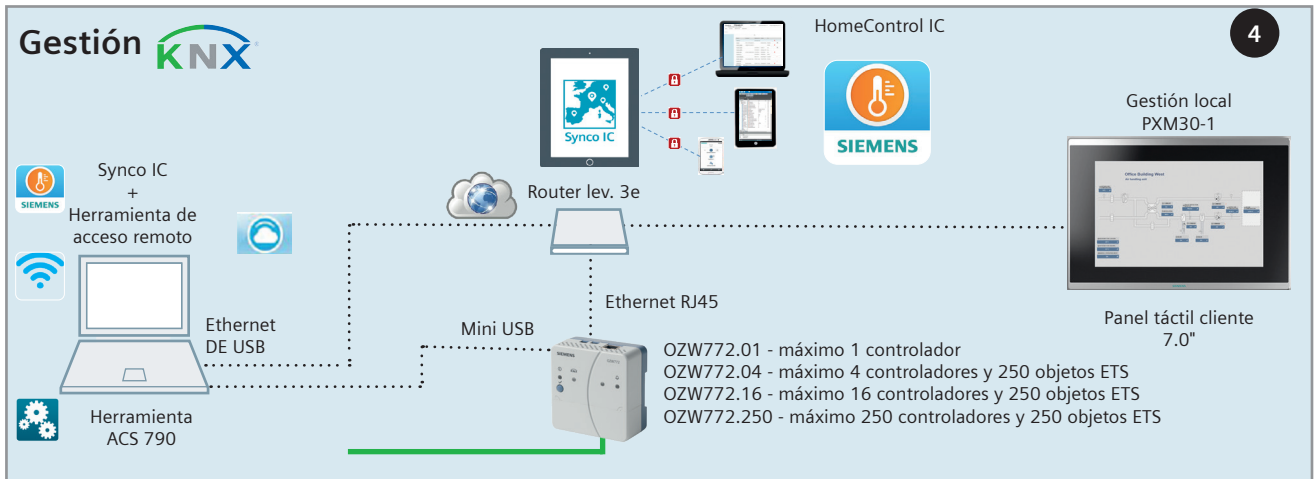 Gestión KNX
HomeControl IC
4
Synco IC
SIEMENS
Gestión local
PXM30-1
Office Building West
Synco IC
+
Herramienta de
acceso remoto
SIEMENS
Router lev. 3e
Ethernet RJ45
Mini USB
Ethernet
DE USB
SIEMENS
Panel táctil cliente
7.0"
OZW772.01 - máximo 1 controlador
OZW772.04 - máximo 4 controladores y 250 objetos ETS
OZW772.16 - máximo 16 controladores y 250 objetos ETS
OZW772.250 - máximo 250 controladores y 250 objetos ETS
Herramienta
ACS 790